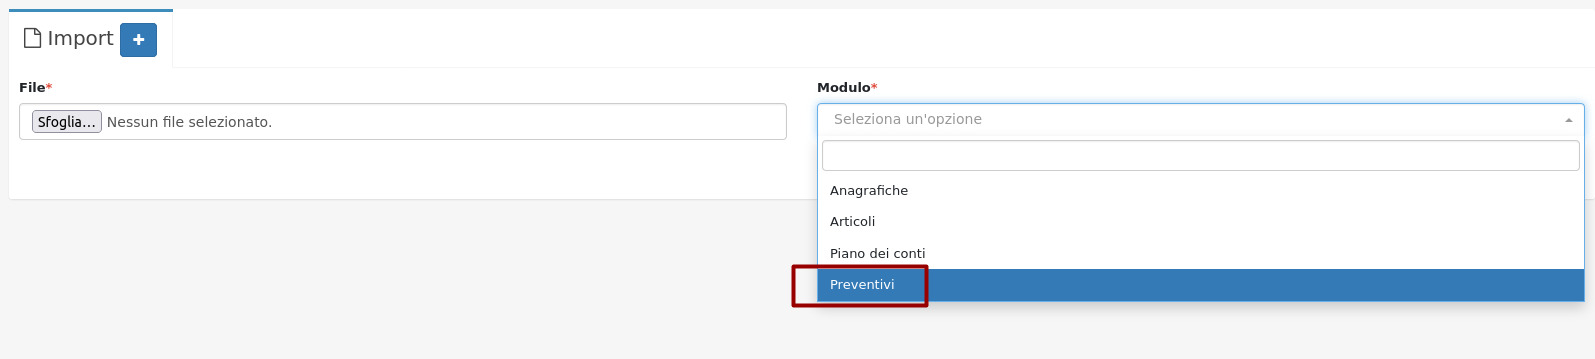 Import +
File*
Modulo*
Sfoglia... Nessun file selezionato.
Seleziona un'opzione
Anagrafiche
Articoli
Piano dei conti
Preventivi